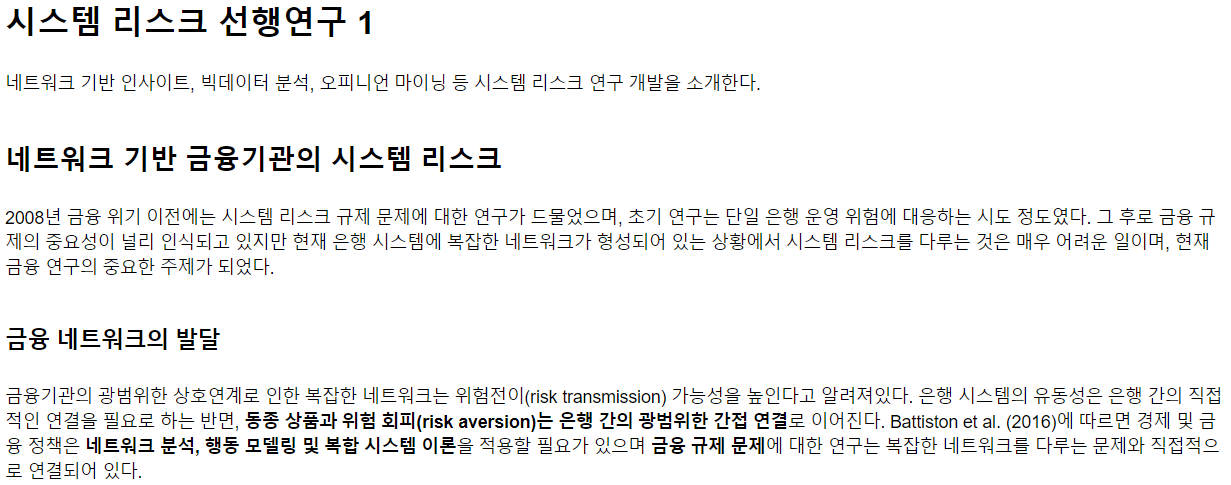 시스템 리스크 선행연구 1
네트워크 기반 인사이트, 빅데이터 분석, 오피니언 마이닝 등 시스템 리스크 연구 개발을 소개한다.
네트워크 기반 금융기관의 시스템 리스크
2008년 금융 위기 이전에는 시스템 리스크 규제 문제에 대한 연구가 드물었으며, 초기 연구는 단일 은행 운영 위험에 대응하는 시도 정도였다. 그 후로 금융 규
제의 중요성이 널리 인식되고 있지만 현재 은행 시스템에 복잡한 네트워크가 형성되어 있는 상황에서 시스템 리스크를 다루는 것은 매우 어려운 일이며, 현재
금융 연구의 중요한 주제가 되었다.
금융 네트워크의 발달
금융기관의 광범위한 상호연계로 인한 복잡한 네트워크는 위험전이(risk transmission) 가능성을 높인다고 알려져있다. 은행 시스템의 유동성은 은행 간의 직접
적인 연결을 필요로 하는 반면, 동종 상품과 위험 회피(risk aversion)는 은행 간의 광범위한 간접 연결로 이어진다. Battiston et al. (2016)에 따르면 경제 및 금
융 정책은 네트워크 분석, 행동 모델링 및 복합 시스템 이론을 적용할 필요가 있으며 금융 규제 문제에 대한 연구는 복잡한 네트워크를 다루는 문제와 직접적으
로 연결되어 있다.